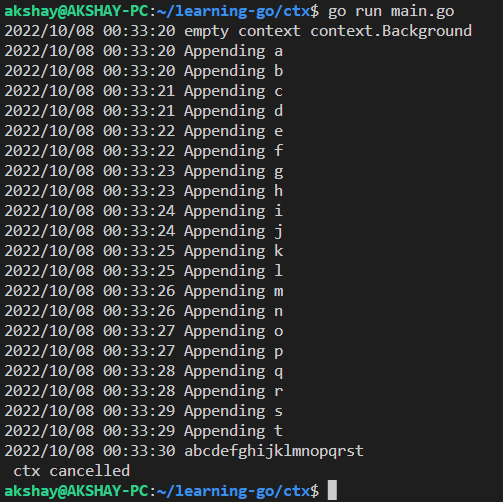 akshay@AKSHAY-PC:~/learning-go/ctx$ go run main.go
2022/10/08 00:33:20 empty context context.Background
2022/10/08 00:33:20 Appending a
2022/10/08 00:33:20 Appending b
2022/10/08 00:33:21 Appending c
2022/10/08 00:33:21 Appending d
2022/10/08 00:33:22 Appending e
2022/10/08 00:33:22 Appending f
2022/10/08 00:33:23 Appending g
2022/10/08 00:33:23 Appending h
2022/10/08 00:33:24 Appending i
2022/10/08 00:33:24 Appending j
2022/10/08 00:33:25 Appending k
2022/10/08 00:33:25 Appending l
2022/10/08 00:33:26 Appending m
2022/10/08 00:33:26 Appending n
2022/10/08 00:33:27 Appending o
2022/10/08 00:33:27 Appending p
2022/10/08 00:33:28 Appending q
2022/10/08 00:33:28 Appending r
2022/10/08 00:33:29 Appending s
2022/10/08 00:33:29 Appending t
2022/10/08 00:33:30 abcdefghijklmnopqrst
 ctx cancelled
akshay@AKSHAY-PC:~/learning-go/ctx$